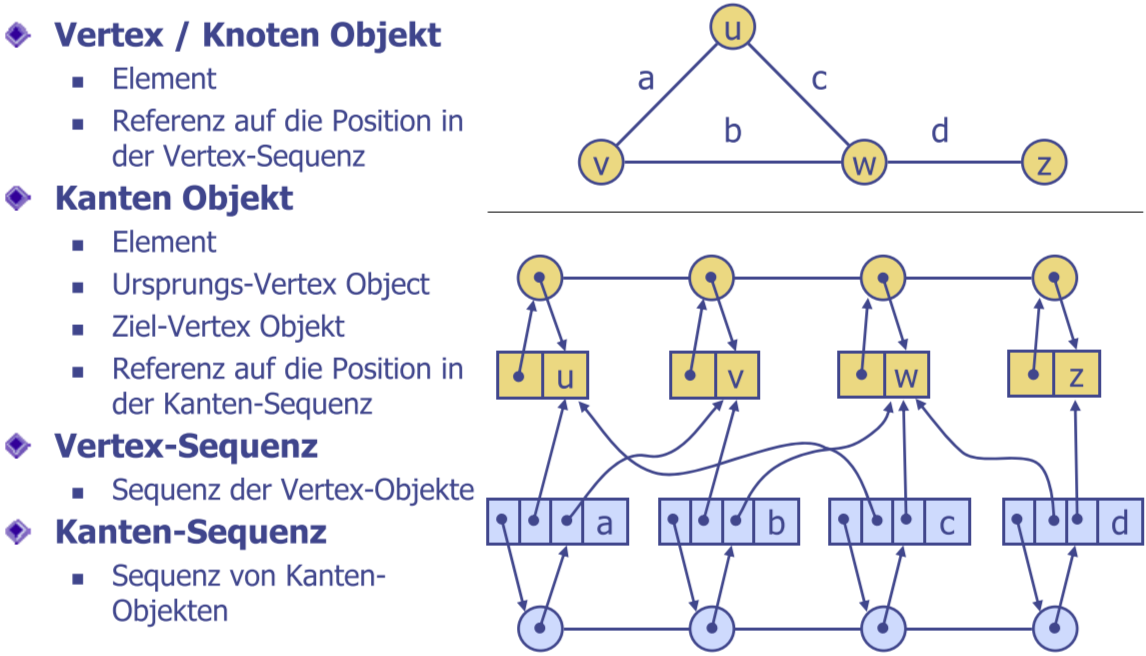 Vertex / Knoten Objekt
Element
Referenz auf die Position in
der Vertex-Sequenz
Kanten Objekt
Element
Ursprungs-Vertex Object
Ziel-Vertex Objekt
Referenz auf die Position in
der Kanten-Sequenz
Vertex-Sequenz
Sequenz der Vertex-Objekte
Kanten-Sequenz
Sequenz von Kanten-
Objekten
u
a c
b d
v w z
u v w z
a b c d